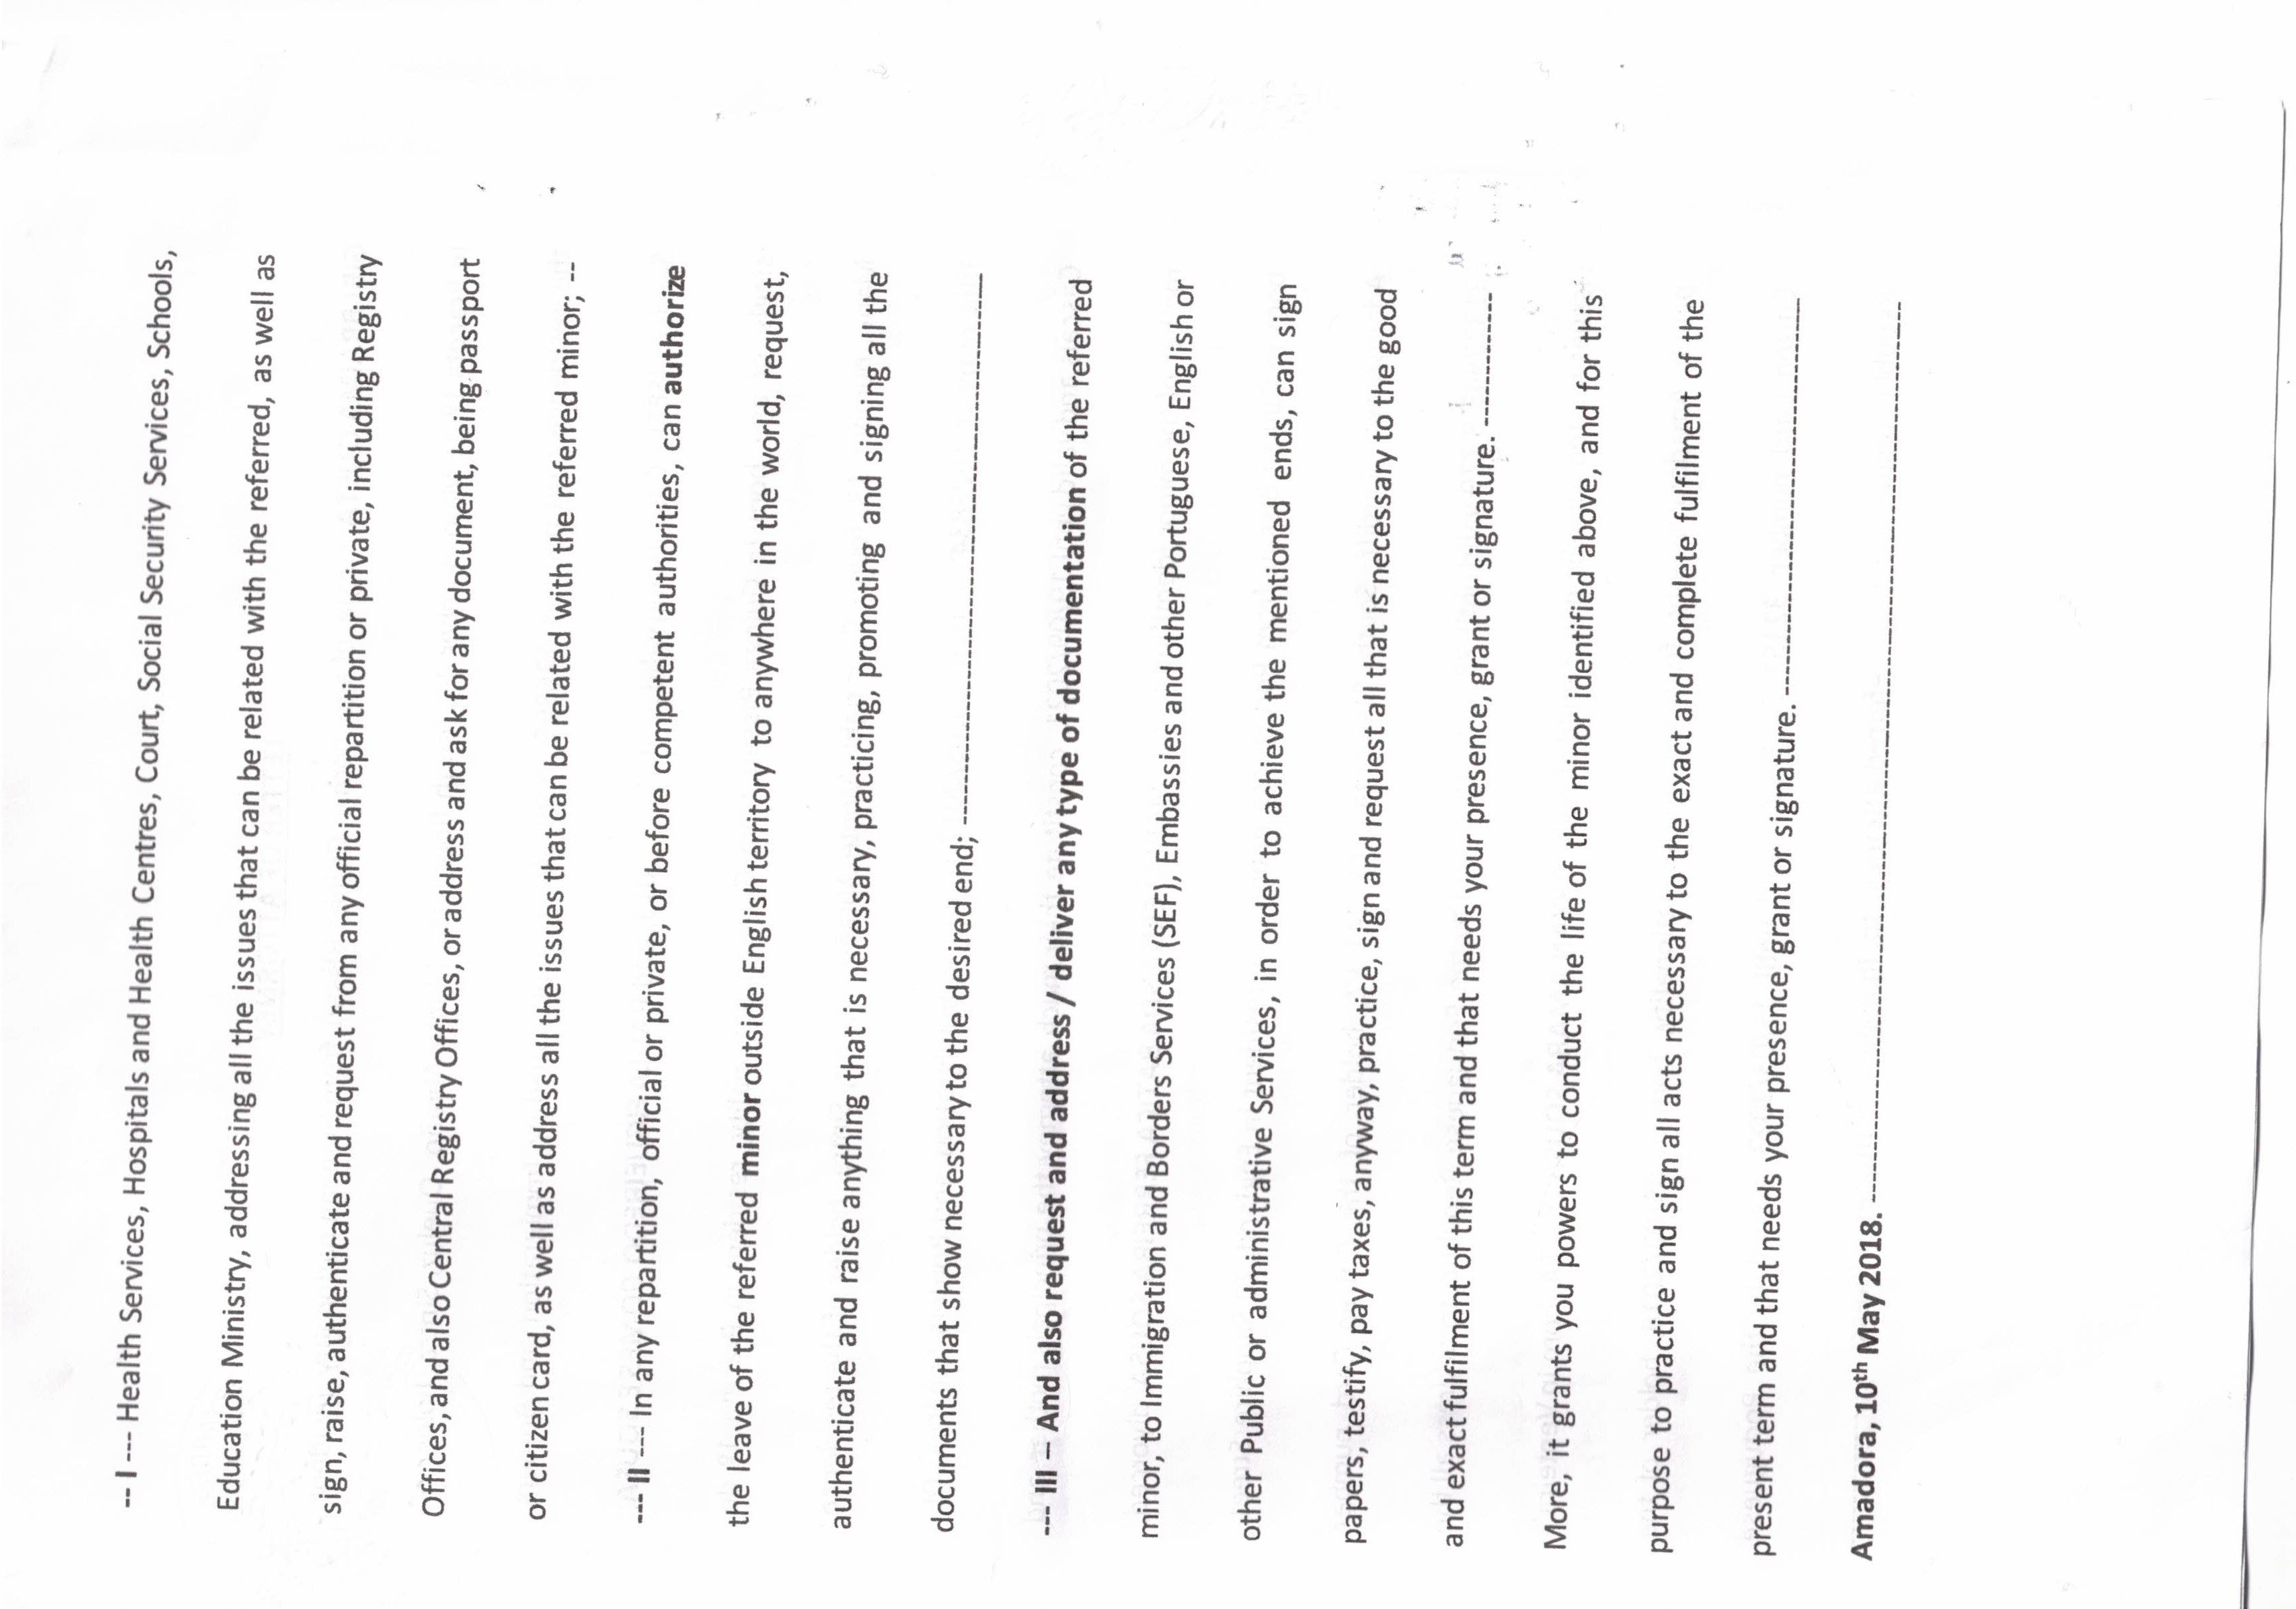 -- I --- Health Services, Hospitals and Health Centres, Court, Social Security Services, Schools,
Education Ministry, addressing all the issues that can be related with the referred, as well as
sign, raise, authenticate and request from any official repartition or private, including Registry
Offices, and also Central Registry Offices, or address and ask for any document, being passport
or citizen card, as well as address all the issues that can be related with the referred minor; --
--- II --- In any repartition, official or private, or before competent authorities, can authorize
the leave of the referred minor outside English territory to anywhere in the world, request,
authenticate and raise anything that is necessary, practicing, promoting and signing all the
documents that show necessary to the desired end; ----------------------------------------
--- III – And also request and address / deliver any type of documentation of the referred
minor, to Immigration and Borders Services (SEF), Embassies and other Portuguese, English or
other Public or administrative Services, in order to achieve the mentioned ends, can sign
papers, testify, pay taxes, anyway, practice, sign and request all that is necessary to the good
and exact fulfilment of this term and that needs your presence, grant or signature. ----------
More, it grants you powers to conduct the life of the minor identified above, and for this
purpose to practice and sign all acts necessary to the exact and complete fulfilment of the
present term and that needs your presence, grant or signature. -----------------------------
Amadora, 10th May 2018. ------------------------------------------------------------------